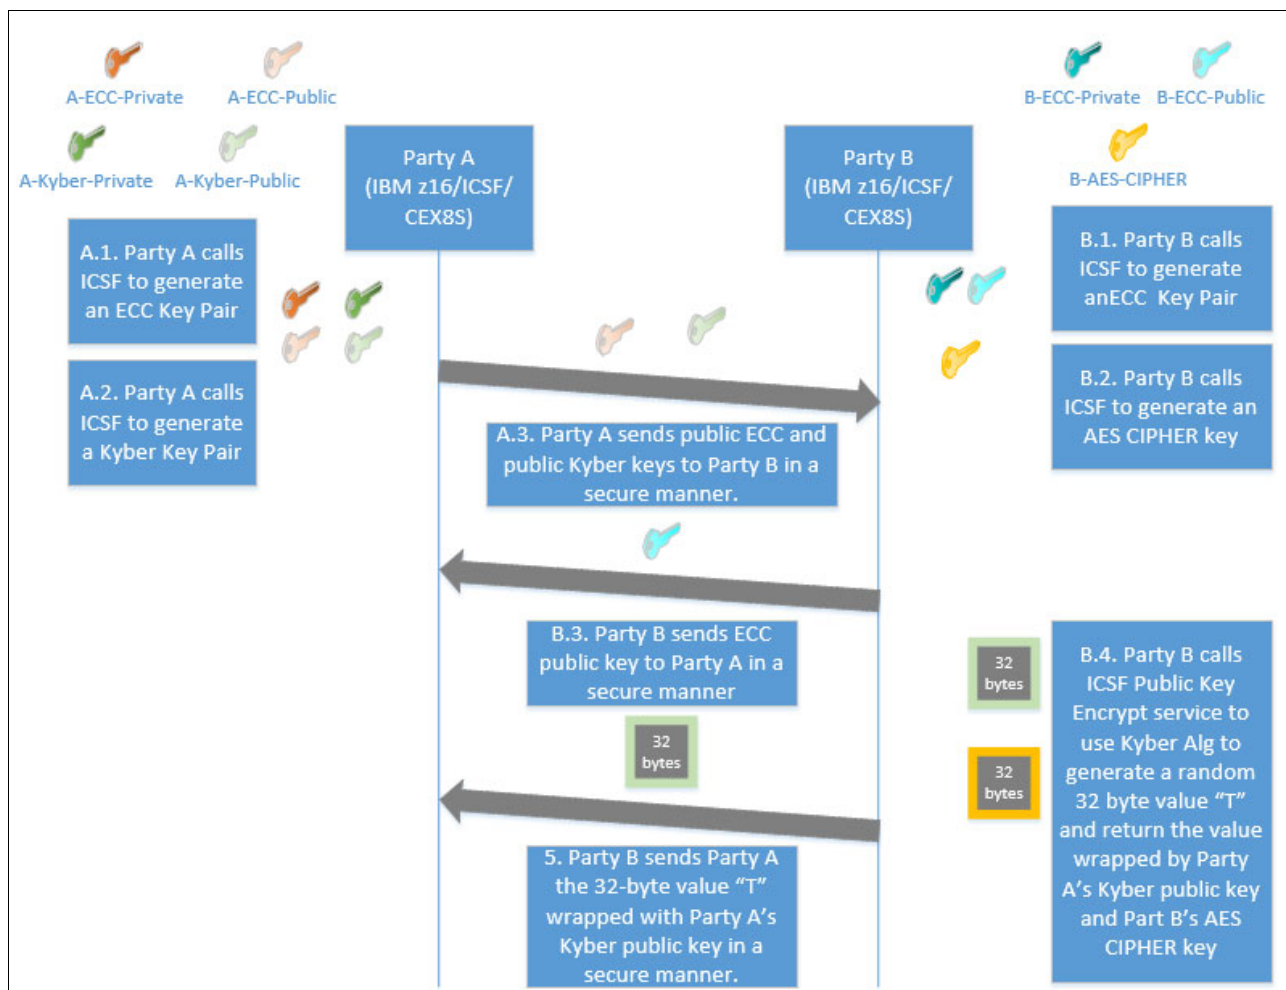 A-ECC-Private
A-ECC-Public
B-ECC-Private
B-ECC-Public
A-Kyber-Private
A-Kyber-Public
B-AES-CIPHER
Party A
(IBM z16/ICSF/
CEX8S)
Party B
(IBM z16/ICSF/
CEX8S)
A.1. Party A calls
ICSF to generate
an ECC Key Pair
B.1. Party B calls
ICSF to generate
anECC  Key Pair
A.2. Party A calls
ICSF to generate
a Kyber Key Pair
B.2. Party B calls
ICSF to generate an
AES CIPHER key
A.3. Party A sends public ECC and
public Kyber keys to Party B in a
secure manner.
B.3. Party B sends ECC
public key to Party A in a
secure manner
32
bytes
32
bytes
32
bytes
B.4. Party B calls
ICSF Public Key
Encrypt service to
use Kyber Alg to
generate a random
32 byte value “T”
and return the value
wrapped by Party
A’s Kyber public key
and Part B’s AES
CIPHER key
5. Party B sends Party A
the 32-byte value “T”
wrapped with Party A’s
Kyber public key in a
secure manner.